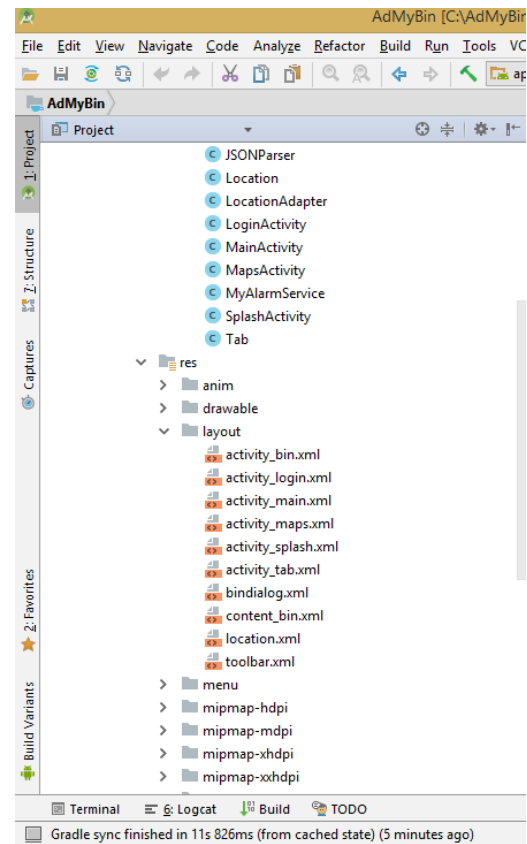 AdMyBin [C:\AdMyBin
File Edit View Navigate Code Analyze Refactor Build Run Tools VC
ap
AdMyBin
Project
1: Project
7: Structure
Captures
2: Favorites
Build Variants
JSONParser
Location
LocationAdapter
LoginActivity
MainActivity
MapsActivity
MyAlarmService
SplashActivity
Tab
res
anim
drawable
layout
activity_bin.xml
activity_login.xml
activity_main.xml
activity_maps.xml
activity_splash.xml
activity_tab.xml
bindialog.xml
content_bin.xml
location.xml
toolbar.xml
menu
mipmap-hdpi
mipmap-mdpi
mipmap-xhdpi
mipmap-xxhdpi
Terminal 6: Logcat Build TODO
Gradle sync finished in 11s 826ms (from cached state) (5 minutes ago)